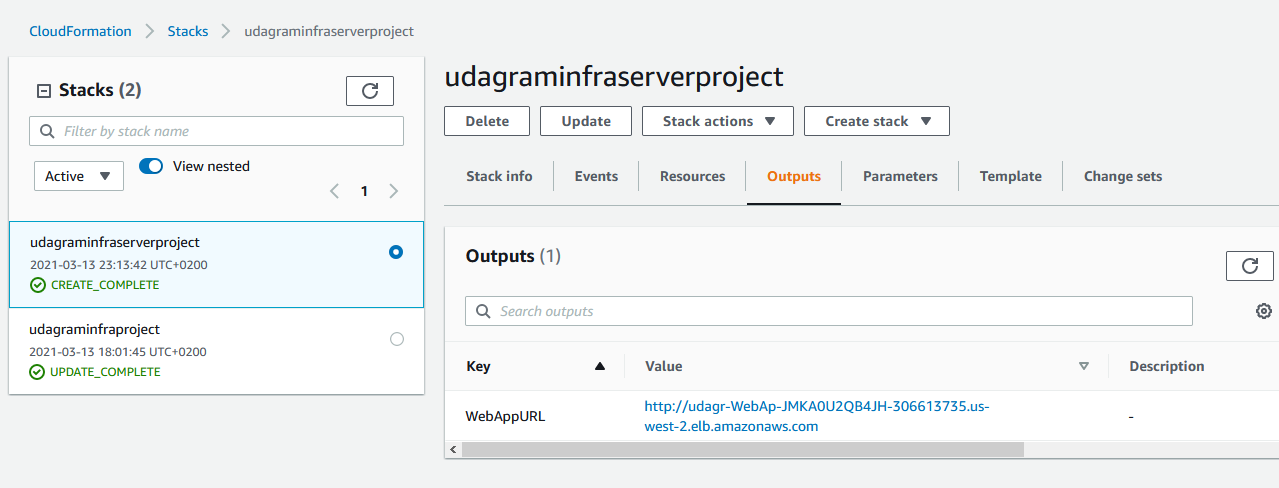 CloudFormation > Stacks > udagraminfraserverproject
Stacks (2)
Filter by stack name
Active
View nested
1
udagraminfraserverproject
2021-03-13 23:13:42 UTC+0200
CREATE_COMPLETE
udagraminfraproject
2021-03-13 18:01:45 UTC+0200
UPDATE_COMPLETE
udagraminfraserverproject
Delete Update Stack actions Create stack
Stack info Events Resources Outputs Parameters Template Change sets
Outputs (1)
Search outputs
Key Value Description
WebAppURL
http://udagr-WebAp-JMKA0U2QB4JH-306613735.us-
west-2.elb.amazonaws.com
-